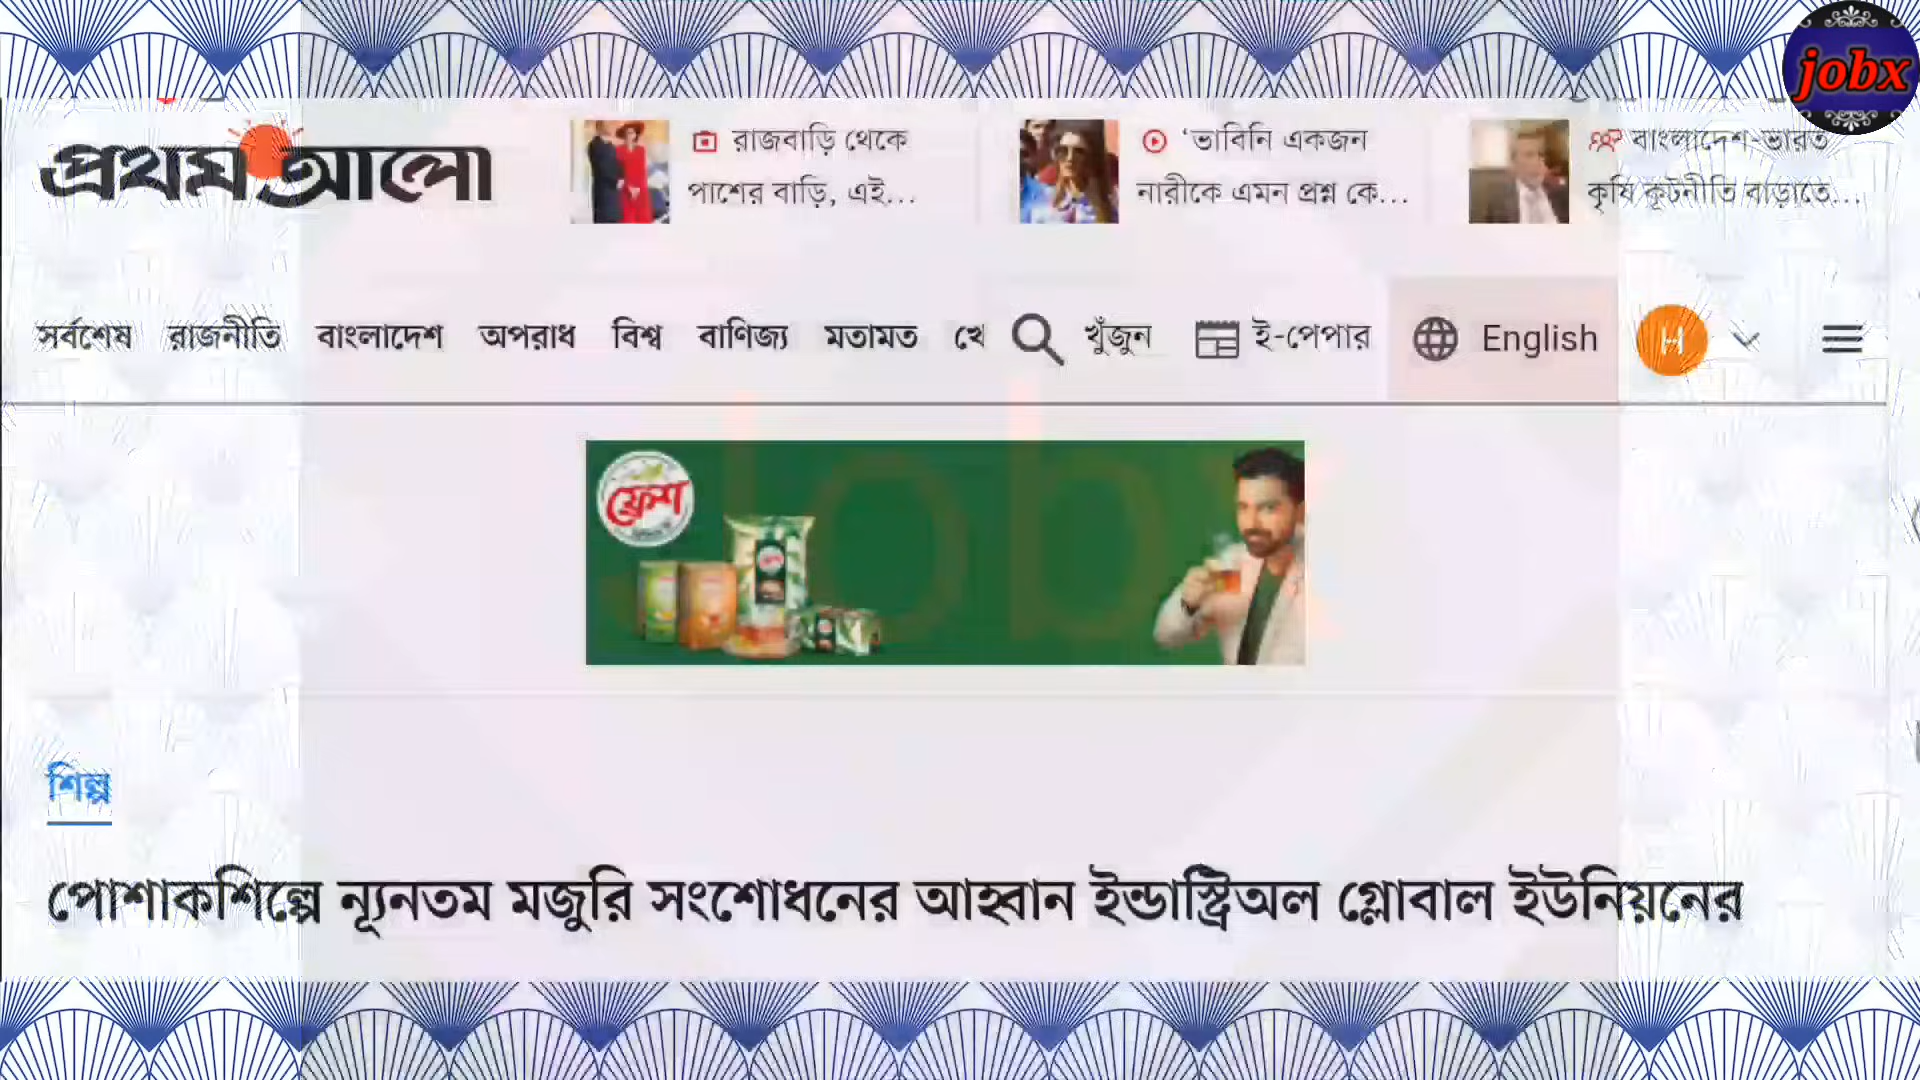 jobx
প্রথম আলো
রাজবাড়ি থেকে
পাশের বাড়ি, এই...
‘ভাবিনি একজন
নারীকে এমন প্রশ্ন কে...
বাংলাদেশ-ভারত
কৃষি কূটনীতি বাড়াতে...
সর্বশেষ রাজনীতি বাংলাদেশ অপরাধ বিশ্ব বাণিজ্য মতামত খে খুঁজুন ই-পেপার English H
ফ্রেশ
শিল্প
পোশাকশিল্পে ন্যূনতম মজুরি সংশোধনের আহ্বান ইন্ডাস্ট্রিঅল গ্লোবাল ইউনিয়নের